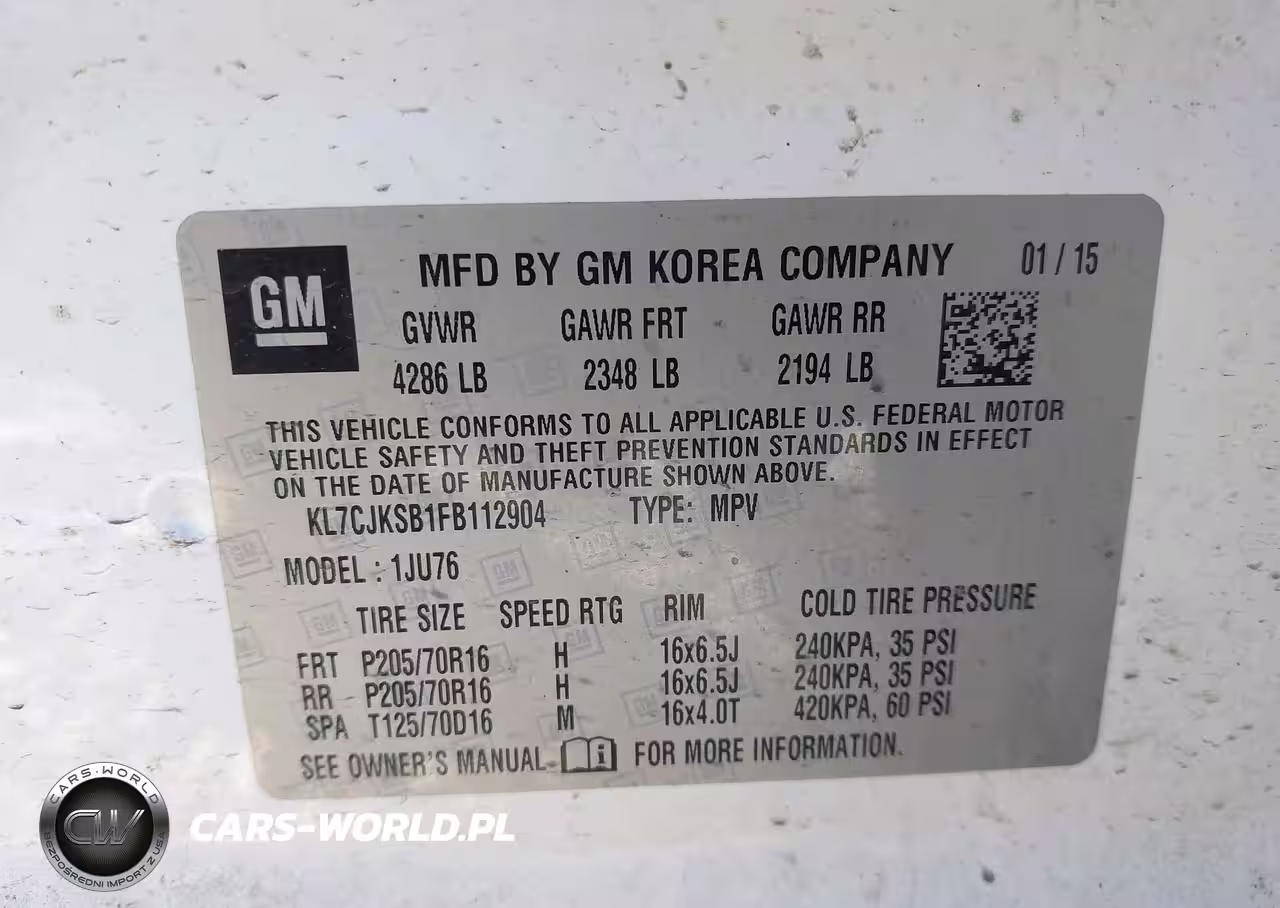 GM
MFD BY GM KOREA COMPANY 01 / 15
GVWR GAWR FRT GAWR RR
4286 LB 2348 LB 2194 LB
THIS VEHICLE CONFORMS TO ALL APPLICABLE U.S. FEDERAL MOTOR
VEHICLE SAFETY AND THEFT PREVENTION STANDARDS IN EFFECT
ON THE DATE OF MANUFACTURE SHOWN ABOVE.
KL7CJKSB1FB112904 TYPE: MPV
MODEL : 1JU76
TIRE SIZE SPEED RTG RIM COLD TIRE PRESSURE
FRT P205/70R16 H 16x6.5J 240KPA, 35 PSI
RR P205/70R16 H 16x6.5J 240KPA, 35 PSI
SPA T125/70D16 M 16x4.0T 420KPA, 60 PSI
SEE OWNER'S MANUAL FOR MORE INFORMATION.
CARS-WORLD
CW
BEZPOŚREDNI IMPORT Z USA
CARS-WORLD.PL